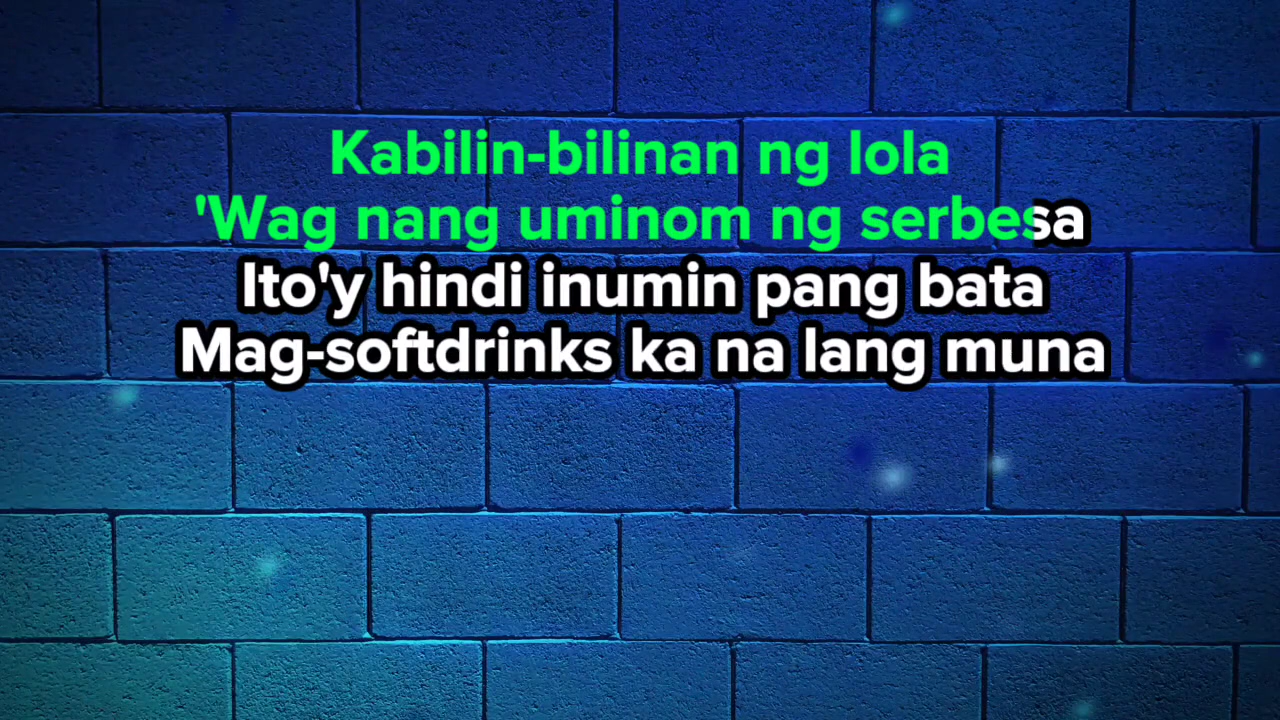 Kabilin-bilinan ng lola
'Wag nang uminom ng serbesa
Ito'y hindi inumin pang bata
Mag-softdrinks ka na lang muna